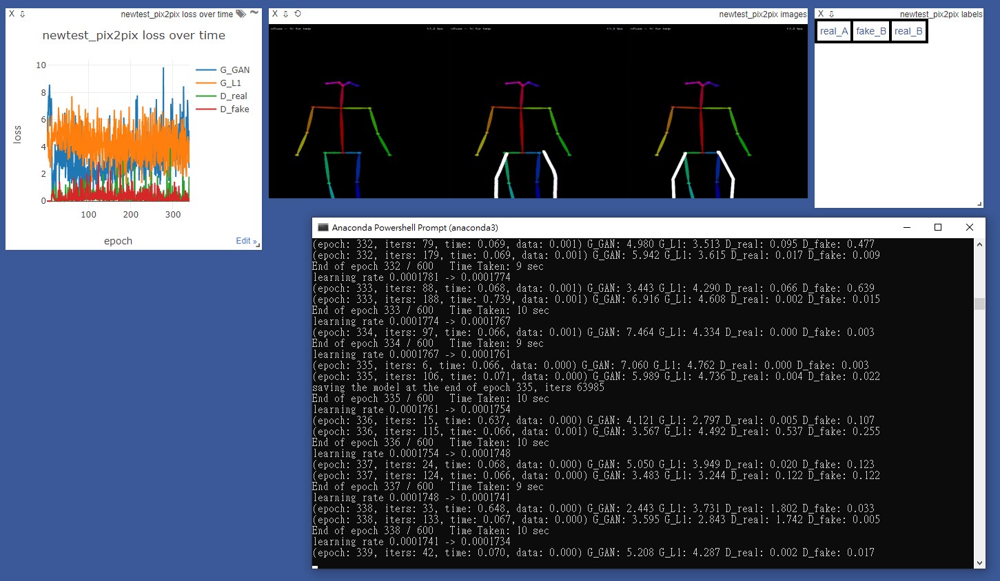 X ⇩ newtest_pix2pix loss over time
newtest_pix2pix loss over time
10
8
6
4
2
0
loss
100 200 300
epoch
G_GAN
G_L1
D_real
D_fake
Edit »
X ⇩ newtest_pix2pix images
17.3 fps 17.3 fps 17.3 fps
X ⇩ newtest_pix2pix labels
real_A fake_B real_B
Anaconda Powershell Prompt (anaconda3)
(epoch: 332, iters: 79, time: 0.069, data: 0.001) G_GAN: 4.980 G_L1: 3.513 D_real: 0.095 D_fake: 0.477
(epoch: 332, iters: 179, time: 0.069, data: 0.001) G_GAN: 5.942 G_L1: 3.615 D_real: 0.017 D_fake: 0.009
End of epoch 332 / 600 Time Taken: 9 sec
learning rate 0.0001781 -> 0.0001774
(epoch: 333, iters: 88, time: 0.068, data: 0.001) G_GAN: 3.443 G_L1: 4.290 D_real: 0.066 D_fake: 0.639
(epoch: 333, iters: 188, time: 0.739, data: 0.001) G_GAN: 6.916 G_L1: 4.608 D_real: 0.002 D_fake: 0.015
End of epoch 333 / 600 Time Taken: 10 sec
learning rate 0.0001774 -> 0.0001767
(epoch: 334, iters: 97, time: 0.066, data: 0.001) G_GAN: 7.464 G_L1: 4.334 D_real: 0.000 D_fake: 0.003
End of epoch 334 / 600 Time Taken: 9 sec
learning rate 0.0001767 -> 0.0001761
(epoch: 335, iters: 6, time: 0.066, data: 0.000) G_GAN: 7.060 G_L1: 4.762 D_real: 0.000 D_fake: 0.003
(epoch: 335, iters: 106, time: 0.071, data: 0.000) G_GAN: 5.989 G_L1: 4.736 D_real: 0.004 D_fake: 0.022
saving the model at the end of epoch 335, iters 63985
End of epoch 335 / 600 Time Taken: 10 sec
learning rate 0.0001761 -> 0.0001754
(epoch: 336, iters: 15, time: 0.637, data: 0.000) G_GAN: 4.121 G_L1: 2.797 D_real: 0.005 D_fake: 0.107
(epoch: 336, iters: 115, time: 0.066, data: 0.001) G_GAN: 3.567 G_L1: 4.492 D_real: 0.537 D_fake: 0.255
End of epoch 336 / 600 Time Taken: 10 sec
learning rate 0.0001754 -> 0.0001748
(epoch: 337, iters: 24, time: 0.068, data: 0.000) G_GAN: 5.050 G_L1: 3.949 D_real: 0.020 D_fake: 0.123
(epoch: 337, iters: 124, time: 0.066, data: 0.000) G_GAN: 3.483 G_L1: 3.244 D_real: 0.122 D_fake: 0.122
End of epoch 337 / 600 Time Taken: 9 sec
learning rate 0.0001748 -> 0.0001741
(epoch: 338, iters: 33, time: 0.648, data: 0.000) G_GAN: 2.443 G_L1: 3.731 D_real: 1.802 D_fake: 0.033
(epoch: 338, iters: 133, time: 0.067, data: 0.000) G_GAN: 3.595 G_L1: 2.843 D_real: 1.742 D_fake: 0.005
End of epoch 338 / 600 Time Taken: 10 sec
learning rate 0.0001741 -> 0.0001734
(epoch: 339, iters: 42, time: 0.070, data: 0.000) G_GAN: 5.208 G_L1: 4.287 D_real: 0.002 D_fake: 0.017